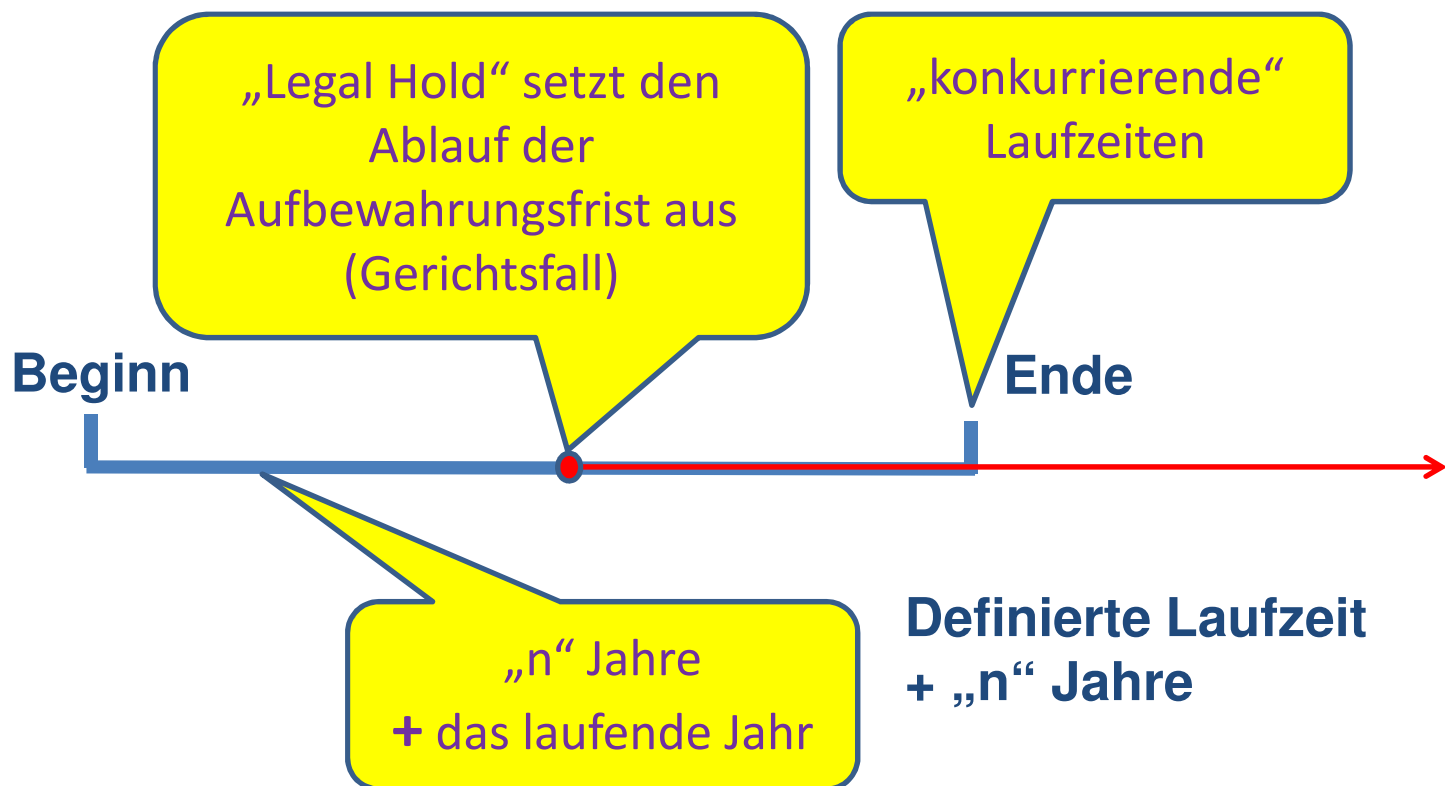 „Legal Hold“ setzt den
Ablauf der
Aufbewahrungsfrist aus
(Gerichtsfall)
„konkurrierende“
Laufzeiten
Beginn
Ende
„n“ Jahre
+ das laufende Jahr
Definierte Laufzeit
+ „n“ Jahre